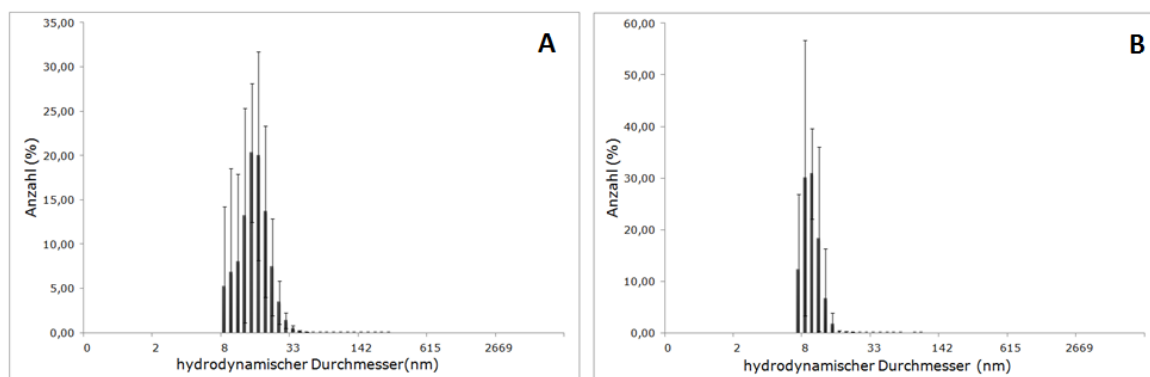 A
35,00
30,00
25,00
20,00
15,00
10,00
5,00
0,00
Anzahl (%)
0 2 8 33 142 615 2669
hydrodynamischer Durchmesser(nm)
B
60,00
50,00
40,00
30,00
20,00
10,00
0,00
Anzahl (%)
0 2 8 33 142 615 2669
hydrodynamischer Durchmesser (nm)